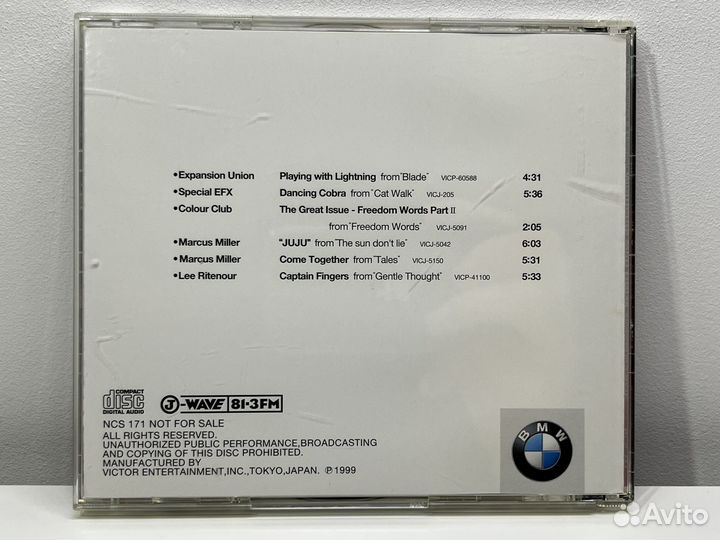 •Expansion Union Playing with Lightning from"Blade" VICP-60588 4:31
•Special EFX Dancing Cobra from"Cat Walk" VICJ-205 5:36
•Colour Club The Great Issue - Freedom Words Part II
from"Freedom Words" VICJ-5091 2:05
•Marcus Miller "JUJU" from"The sun don't lie" VICJ-5042 6:03
•Marcus Miller Come Together from"Tales" VICJ-5150 5:31
•Lee Ritenour Captain Fingers from"Gentle Thought" VICP-41100 5:33
COMPACT
disc
DIGITAL AUDIO
J-WAVE 81·3FM
NCS 171 NOT FOR SALE
ALL RIGHTS RESERVED.
UNAUTHORIZED PUBLIC PERFORMANCE,BROADCASTING
AND COPYING OF THIS DISC PROHIBITED.
MANUFACTURED BY
VICTOR ENTERTAINMENT,INC.,TOKYO,JAPAN. ℗1999
BMW
Avito